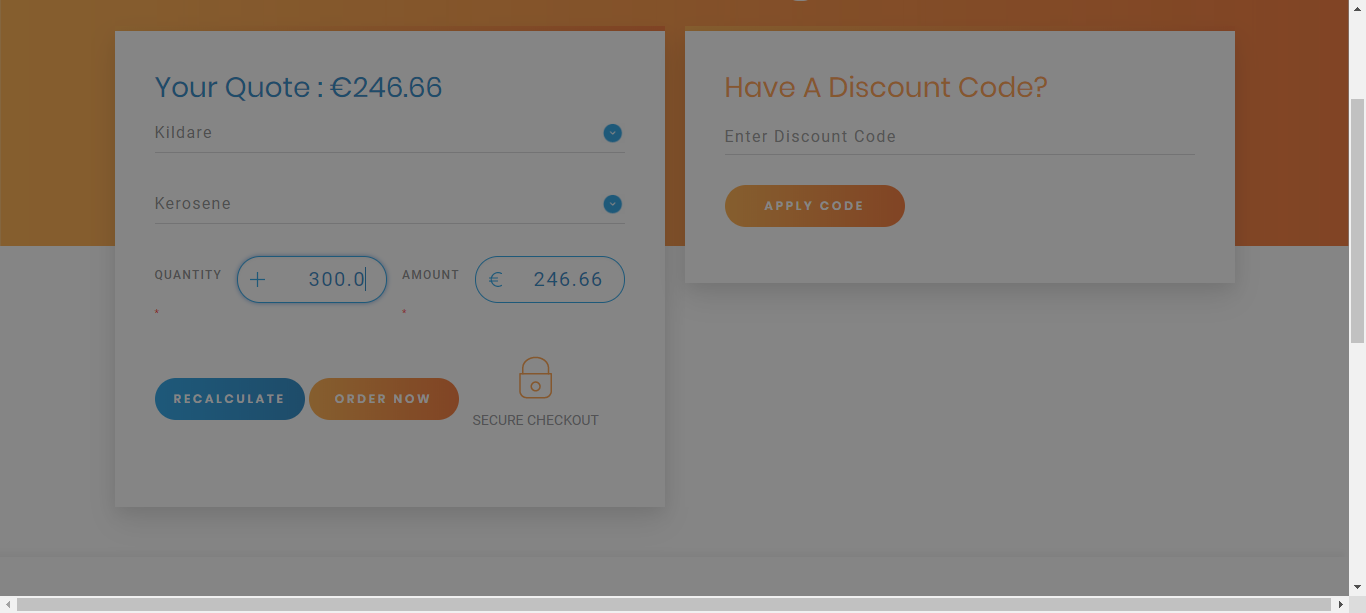 Your Quote : €246.66
Kildare
Kerosene
QUANTITY + 300.0 AMOUNT € 246.66
* *
RECALCULATE ORDER NOW
SECURE CHECKOUT
Have A Discount Code?
Enter Discount Code
APPLY CODE